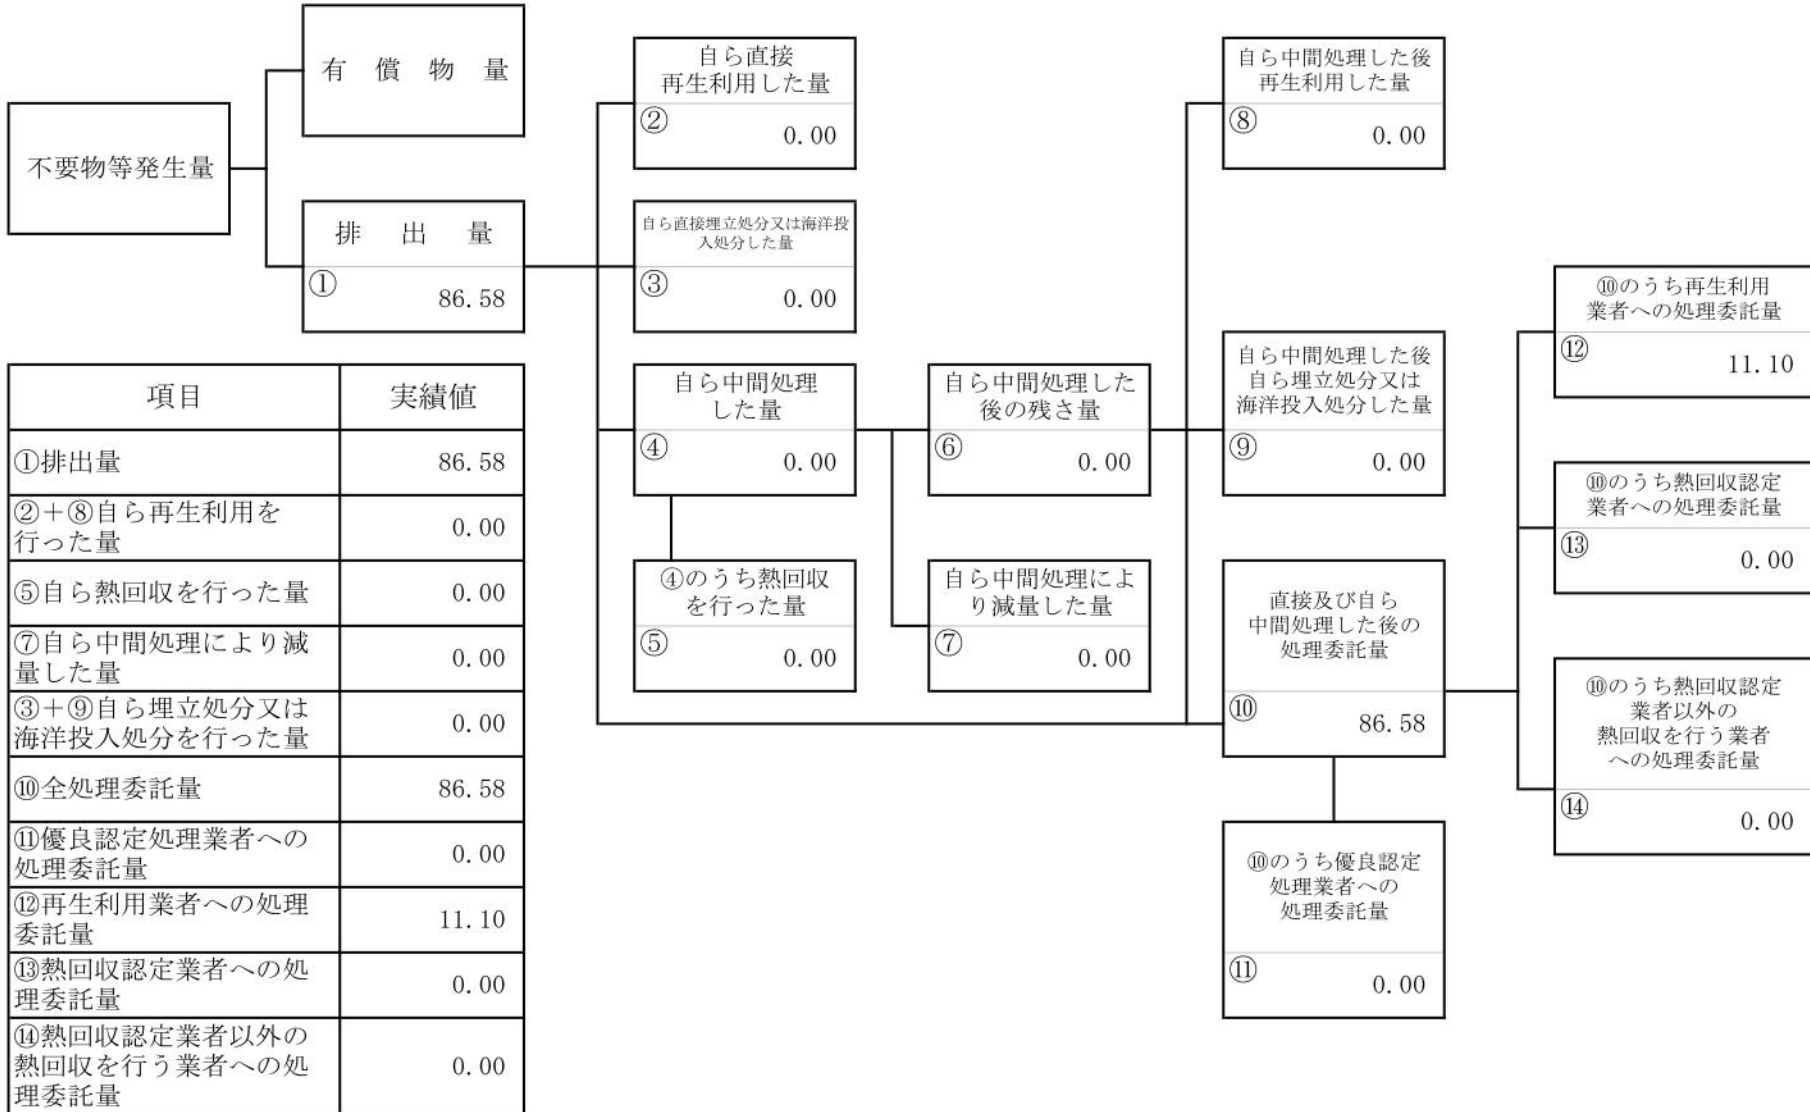 不要物等発生量
有償物量
排出量
①
86.58
自ら直接
再生利用した量
②
0.00
自ら直接埋立処分又は海洋投
入処分した量
③
0.00
自ら中間処理
した量
④
0.00
④のうち熱回収
を行った量
⑤
0.00
自ら中間処理した
後の残さ量
⑥
0.00
自ら中間処理によ
り減量した量
⑦
0.00
自ら中間処理した後
再生利用した量
⑧
0.00
自ら中間処理した後
自ら埋立処分又は
海洋投入処分した量
⑨
0.00
直接及び自ら
中間処理した後の
処理委託量
⑩
86.58
⑩のうち優良認定
処理業者への
処理委託量
⑪
0.00
⑩のうち再生利用
業者への処理委託量
⑫
11.10
⑩のうち熱回収認定
業者への処理委託量
⑬
0.00
⑩のうち熱回収認定
業者以外の
熱回収を行う業者
への処理委託量
⑭
0.00
項目 実績値
①排出量 86.58
②+⑧自ら再生利用を
行った量 0.00
⑤自ら熱回収を行った量 0.00
⑦自ら中間処理により減
量した量 0.00
③+⑨自ら埋立処分又は
海洋投入処分を行った量 0.00
⑩全処理委託量 86.58
⑪優良認定処理業者への
処理委託量 0.00
⑫再生利用業者への処理
委託量 11.10
⑬熱回収認定業者への処
理委託量 0.00
⑭熱回収認定業者以外の
熱回収を行う業者への処 0.00
理委託量